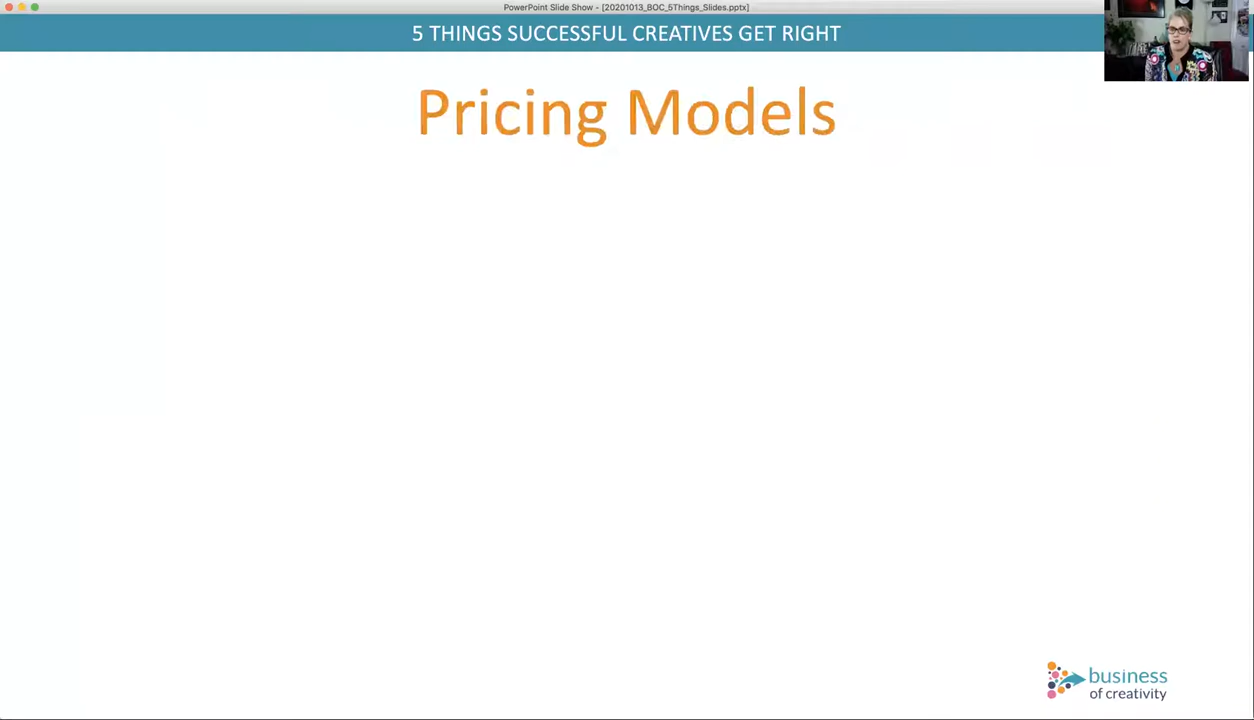 PowerPoint Slide Show - [20201013_BOC_5Things_Slides.pptx]
5 THINGS SUCCESSFUL CREATIVES GET RIGHT
Pricing Models
business
of creativity